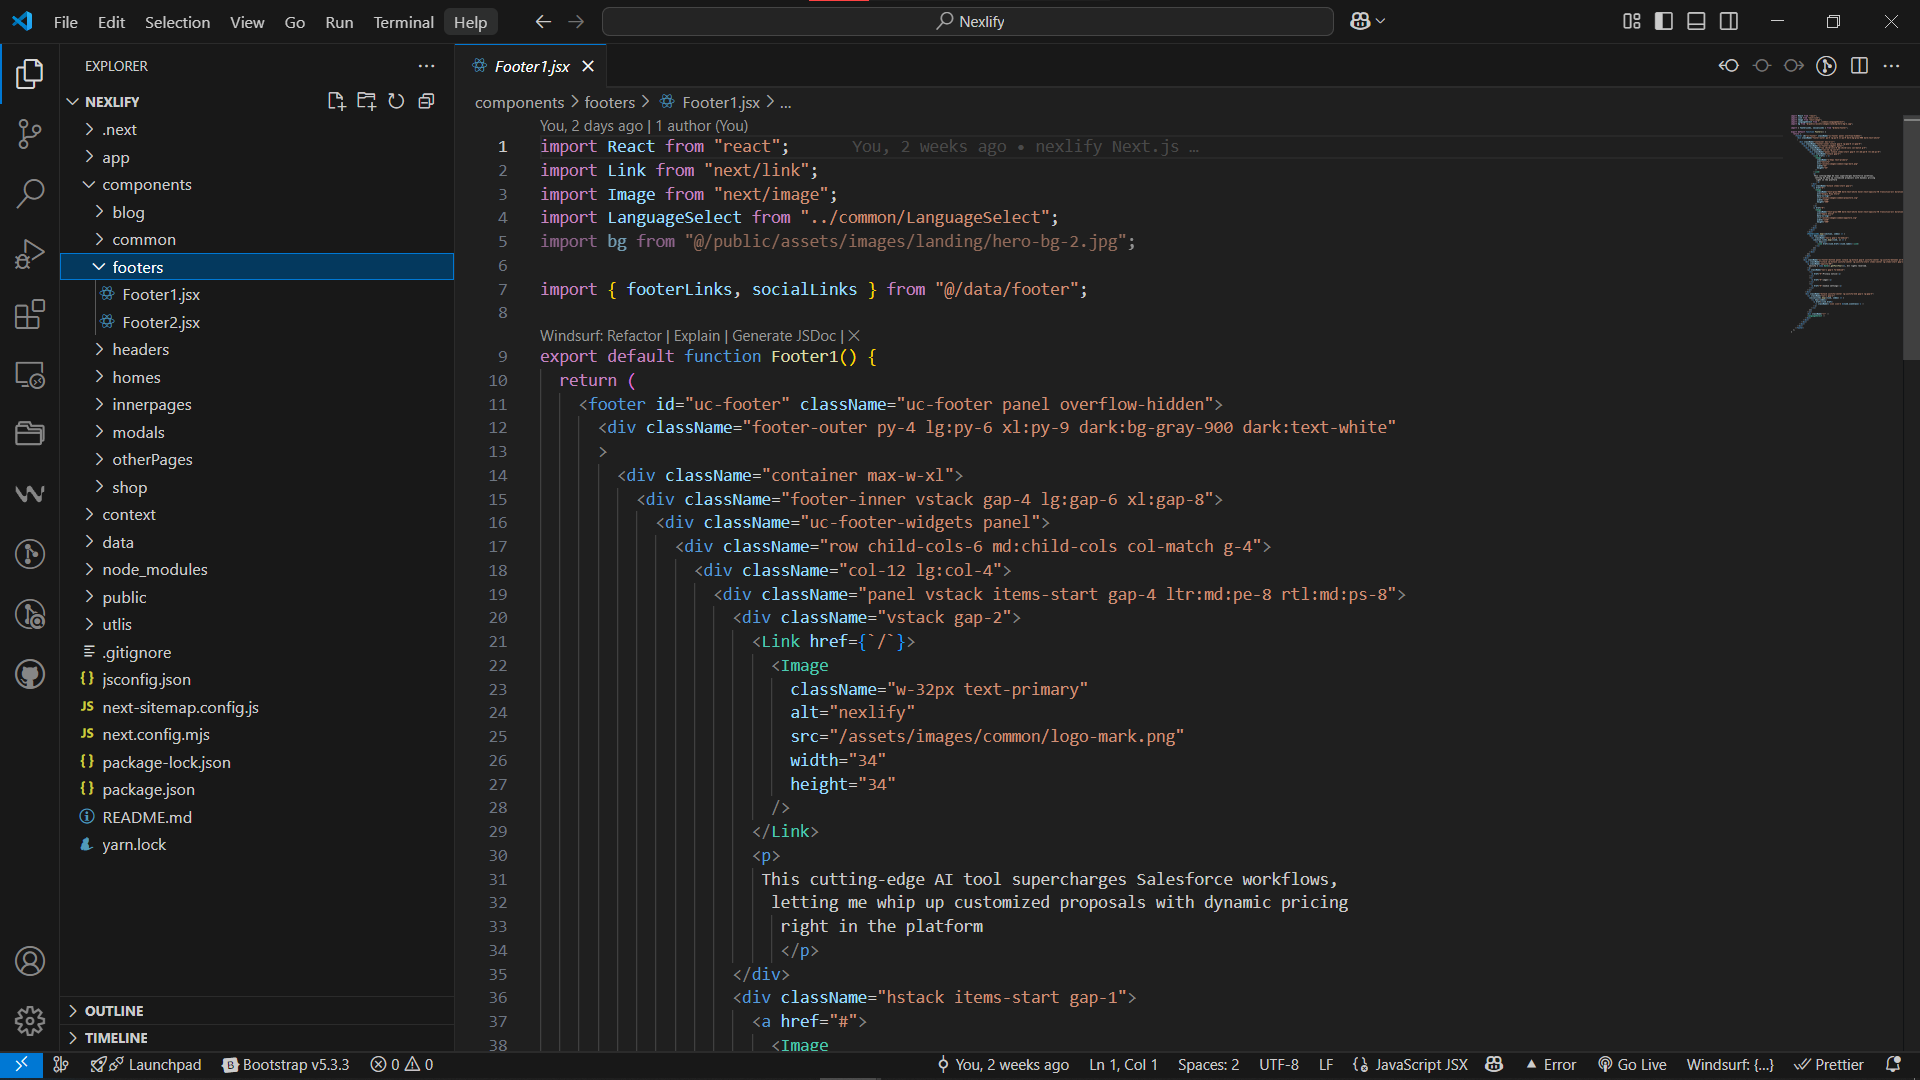 File Edit Selection View Go Run Terminal Help
Nexlify
EXPLORER
NEXLIFY
.next
app
components
blog
common
footers
Footer1.jsx
Footer2.jsx
headers
homes
innerpages
modals
otherPages
shop
context
data
node_modules
public
utlis
.gitignore
jsconfig.json
next-sitemap.config.js
next.config.mjs
package-lock.json
package.json
README.md
yarn.lock
OUTLINE
TIMELINE
Footer1.jsx
components > footers > Footer1.jsx > ...
You, 2 days ago | 1 author (You)
1 import React from "react"; You, 2 weeks ago • nexlify Next.js …
2 import Link from "next/link";
3 import Image from "next/image";
4 import LanguageSelect from "../common/LanguageSelect";
5 import bg from "@/public/assets/images/landing/hero-bg-2.jpg";
6
7 import { footerLinks, socialLinks } from "@/data/footer";
8
Windsurf: Refactor | Explain | Generate JSDoc | X
9 export default function Footer1() {
10 return (
11 <footer id="uc-footer" className="uc-footer panel overflow-hidden">
12 <div className="footer-outer py-4 lg:py-6 xl:py-9 dark:bg-gray-900 dark:text-white"
13 >
14 <div className="container max-w-xl">
15 <div className="footer-inner vstack gap-4 lg:gap-6 xl:gap-8">
16 <div className="uc-footer-widgets panel">
17 <div className="row child-cols-6 md:child-cols col-match g-4">
18 <div className="col-12 lg:col-4">
19 <div className="panel vstack items-start gap-4 ltr:md:pe-8 rtl:md:ps-8">
20 <div className="vstack gap-2">
21 <Link href={`/`}>
22 <Image
23 className="w-32px text-primary"
24 alt="nexlify"
25 src="/assets/images/common/logo-mark.png"
26 width="34"
27 height="34"
28 />
29 </Link>
30 <p>
31 This cutting-edge AI tool supercharges Salesforce workflows,
32 letting me whip up customized proposals with dynamic pricing
33 right in the platform
34 </p>
35 </div>
36 <div className="hstack items-start gap-1">
37 <a href="#">
38 <Image
Launchpad Bootstrap v5.3.3 0 0 You, 2 weeks ago Ln 1, Col 1 Spaces: 2 UTF-8 LF {} JavaScript JSX Error Go Live Windsurf: {...} Prettier